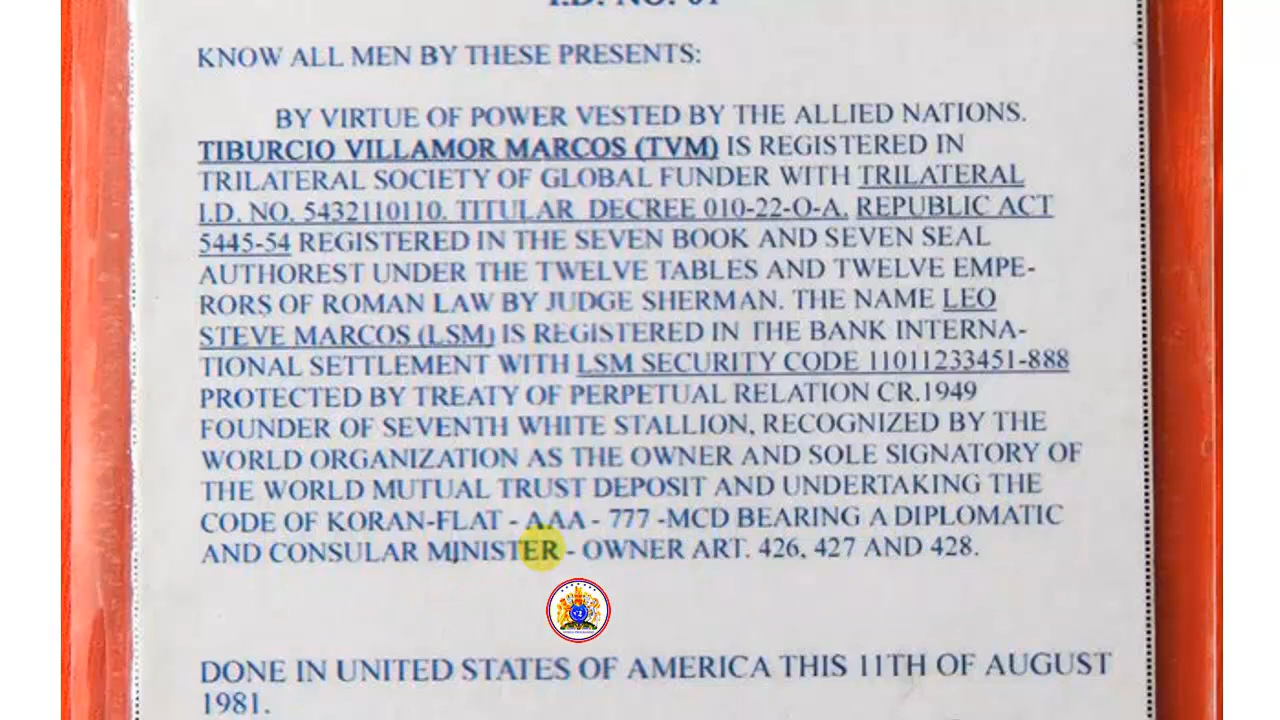 I.D. NO. 01
KNOW ALL MEN BY THESE PRESENTS:
BY VIRTUE OF POWER VESTED BY THE ALLIED NATIONS.
TIBURCIO VILLAMOR MARCOS (TVM) IS REGISTERED IN
TRILATERAL SOCIETY OF GLOBAL FUNDER WITH TRILATERAL
I.D. NO. 5432110110. TITULAR DECREE 010-22-O-A, REPUBLIC ACT
5445-54 REGISTERED IN THE SEVEN BOOK AND SEVEN SEAL
AUTHOREST UNDER THE TWELVE TABLES AND TWELVE EMPE-
RORS OF ROMAN LAW BY JUDGE SHERMAN. THE NAME LEO
STEVE MARCOS (LSM) IS REGISTERED IN THE BANK INTERNA-
TIONAL SETTLEMENT WITH LSM SECURITY CODE 11011233451-888
PROTECTED BY TREATY OF PERPETUAL RELATION CR.1949
FOUNDER OF SEVENTH WHITE STALLION, RECOGNIZED BY THE
WORLD ORGANIZATION AS THE OWNER AND SOLE SIGNATORY OF
THE WORLD MUTUAL TRUST DEPOSIT AND UNDERTAKING THE
CODE OF KORAN-FLAT - AAA - 777 -MCD BEARING A DIPLOMATIC
AND CONSULAR MINISTER - OWNER ART. 426, 427 AND 428.
DONE IN UNITED STATES OF AMERICA THIS 11TH OF AUGUST
1981.